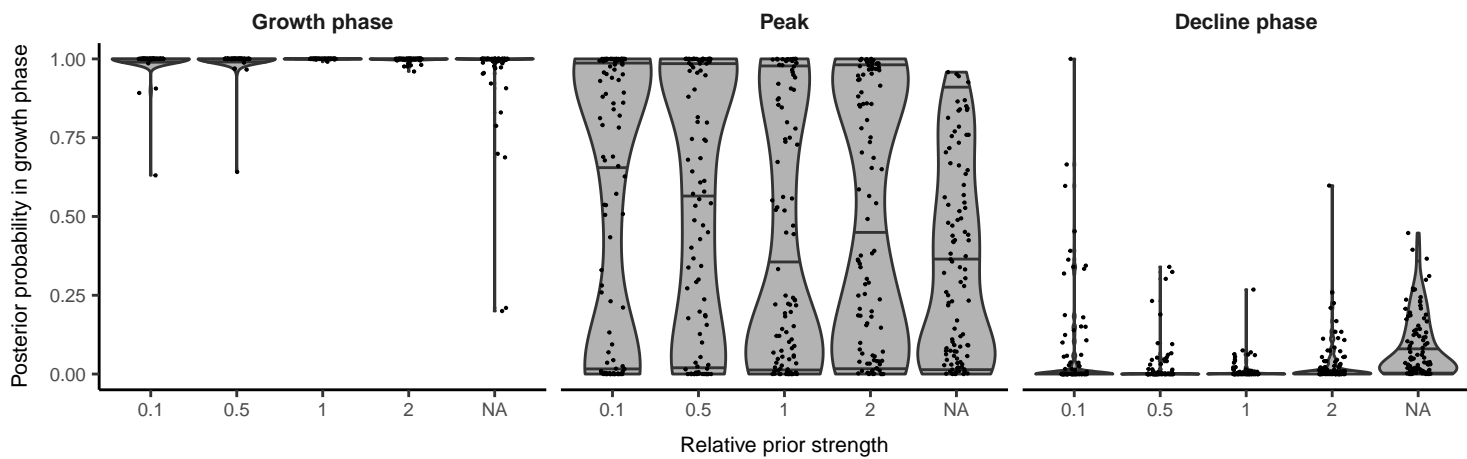 Growth phase Peak Decline phase
Posterior probability in growth phase
1.00
0.75
0.50
0.25
0.00
0.1 0.5 1 2 NA 0.1 0.5 1 2 NA 0.1 0.5 1 2 NA
Relative prior strength